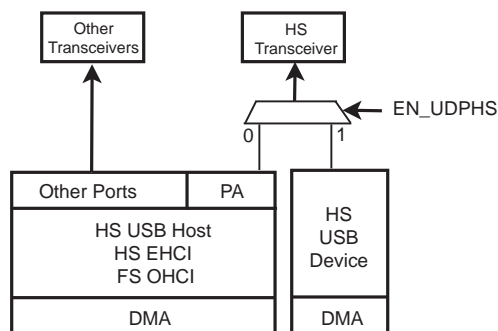 Other
Transceivers
HS
Transceiver
EN_UDPHS
0
1
Other Ports
PA
HS USB Host
HS EHCI
FS OHCI
DMA
HS
USB
Device
DMA